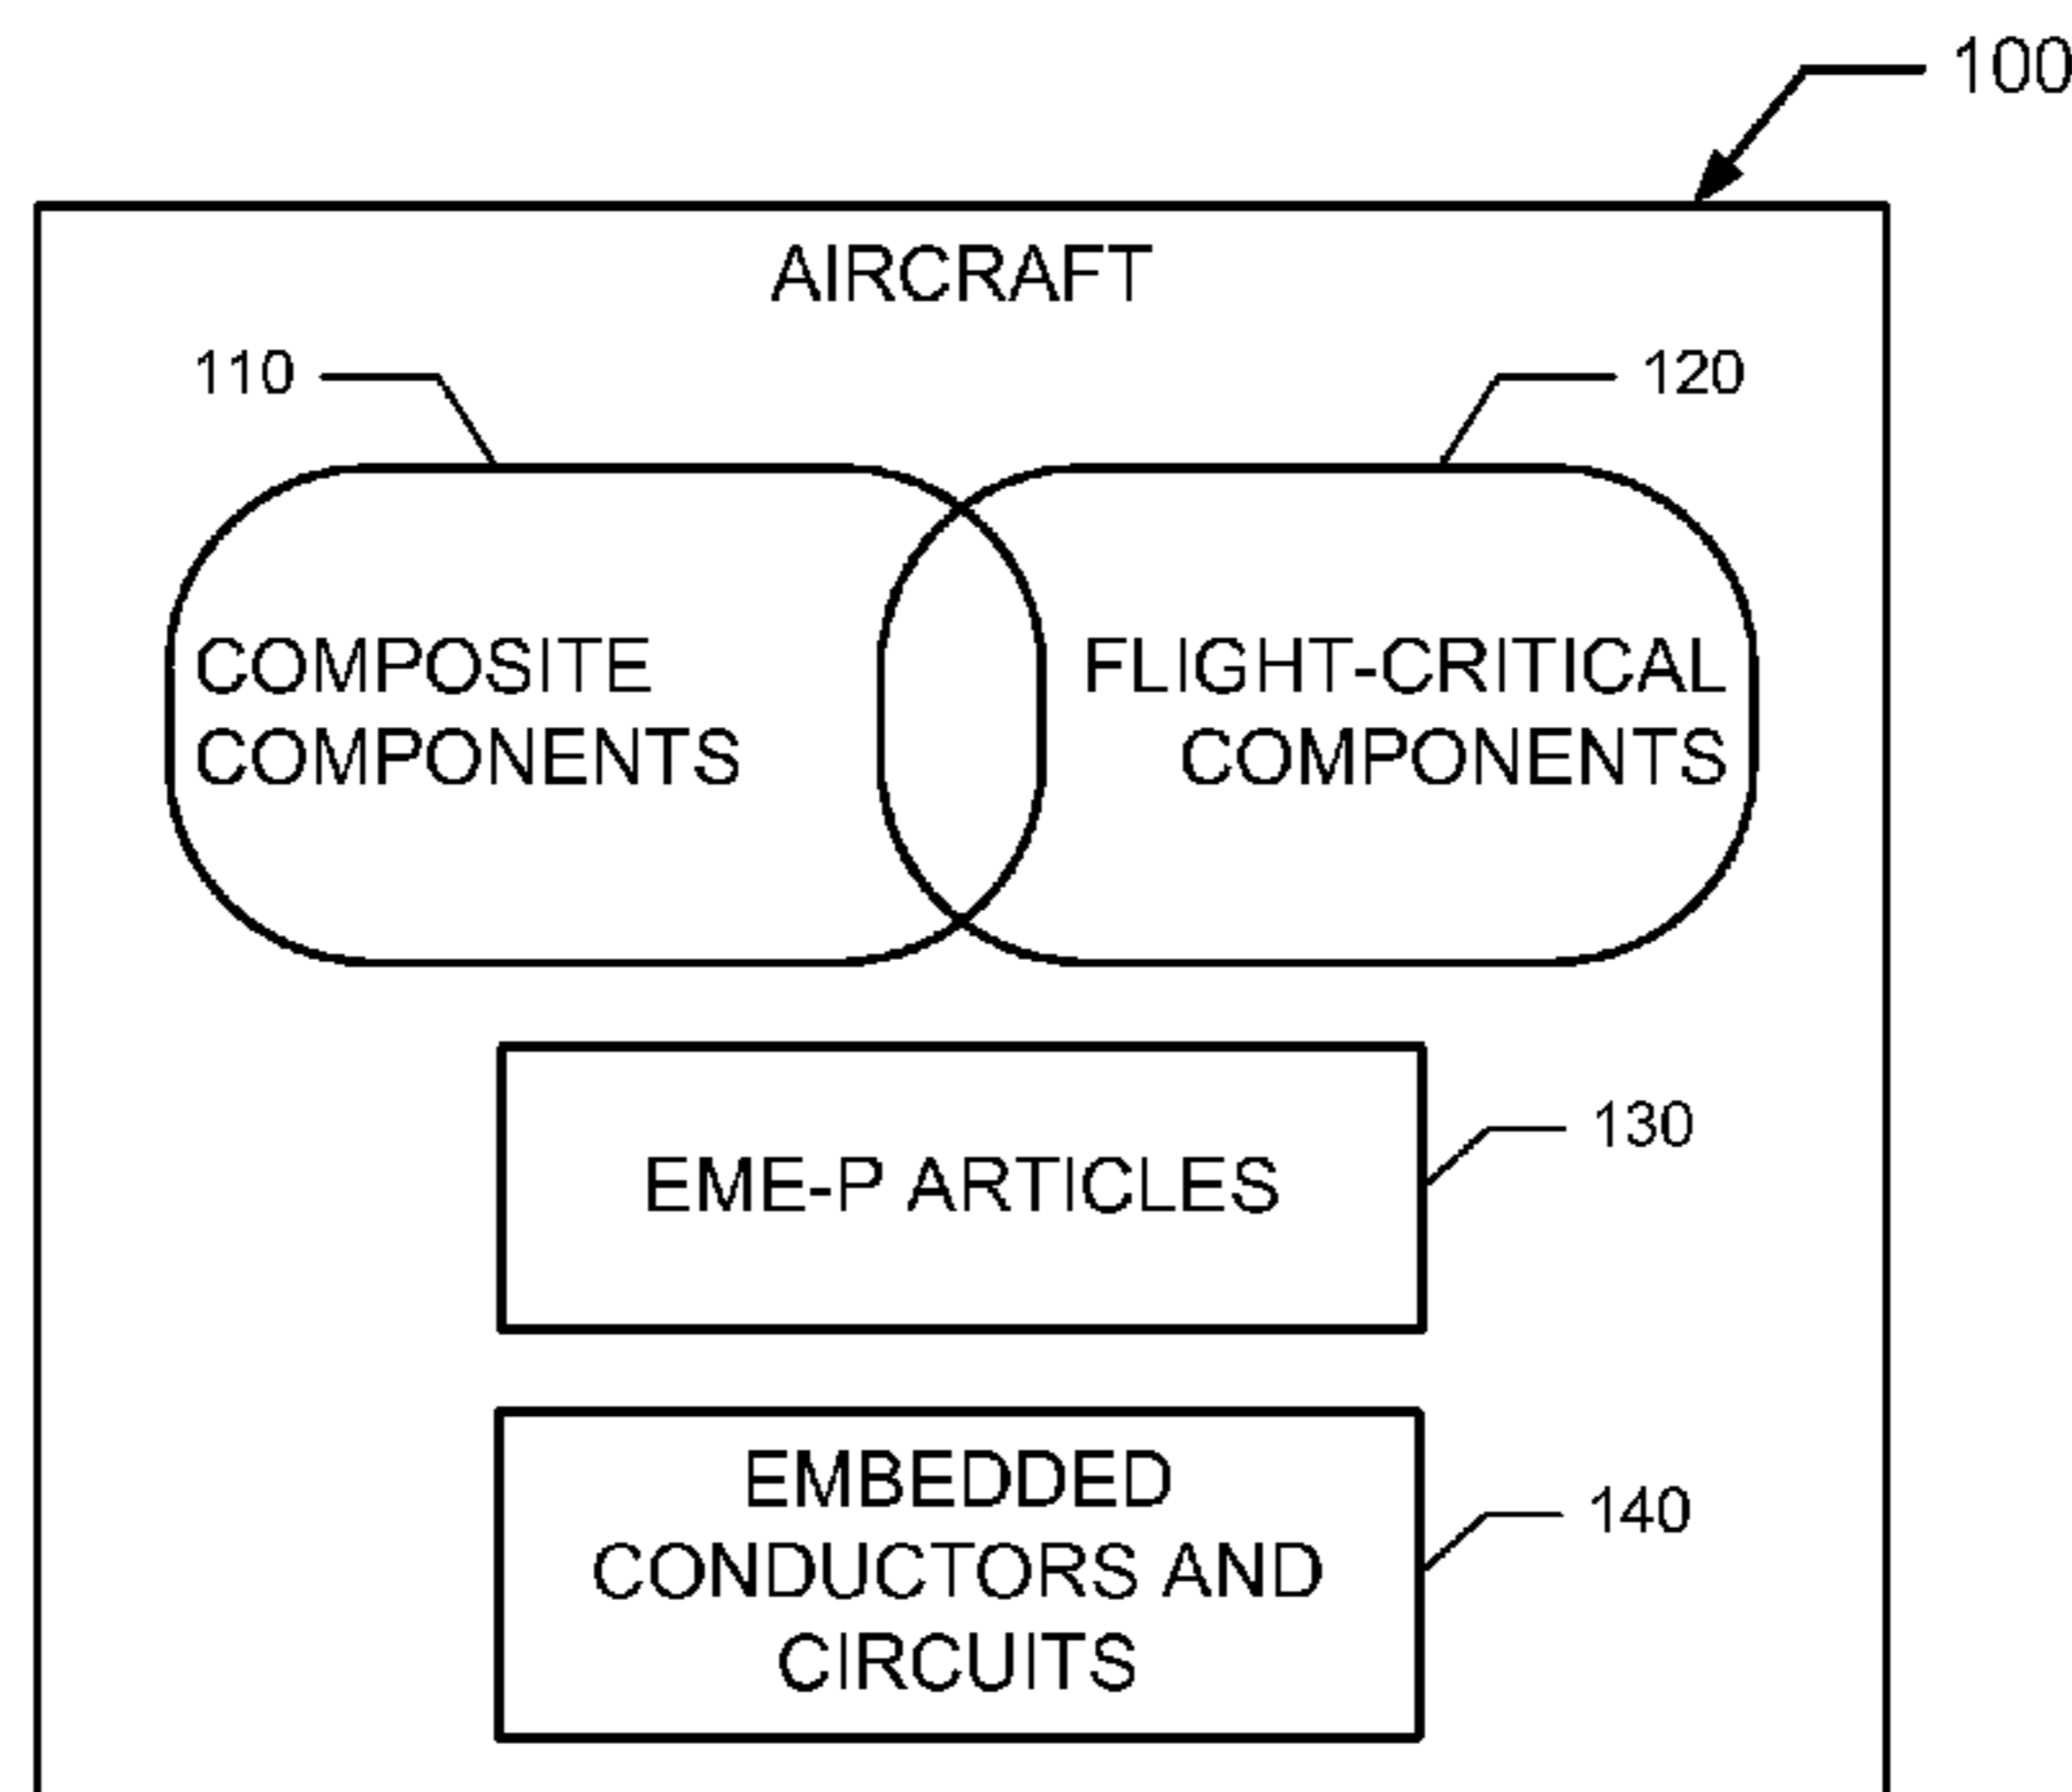 100
AIRCRAFT
110
120
COMPOSITE
COMPONENTS
FLIGHT-CRITICAL
COMPONENTS
EME-P ARTICLES
130
EMBEDDED
CONDUCTORS AND
CIRCUITS
140